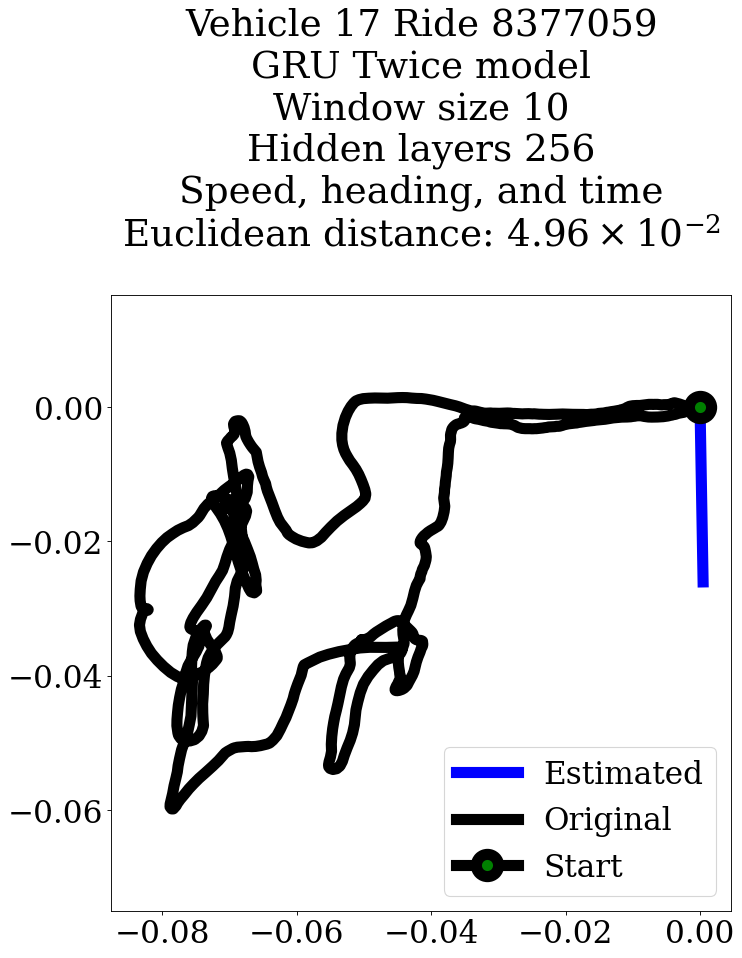 Vehicle 17 Ride 8377059
GRU Twice model
Window size 10
Hidden layers 256
Speed, heading, and time
Euclidean distance: 4.96 × 10⁻²
0.00
−0.02
−0.04
−0.06
Estimated
Original
Start
−0.08 −0.06 −0.04 −0.02 0.00